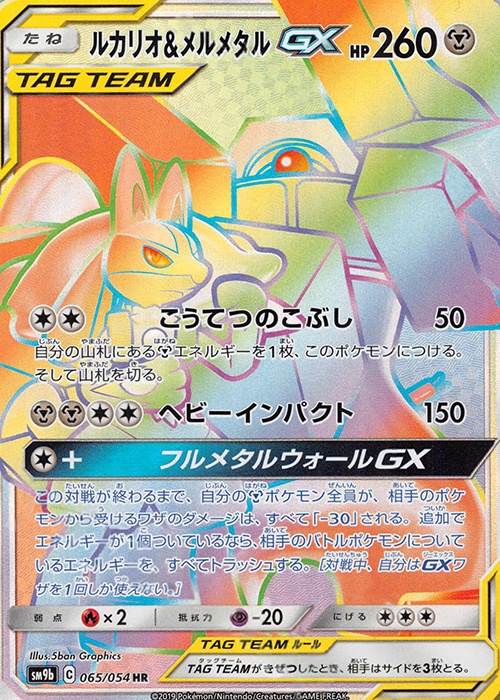 たね ルカリオ&メルメタルGX HP260
TAG TEAM
こうてつのこぶし 50
自分の山札にあるエネルギーを1枚、このポケモンにつける。
そして山札を切る。
ヘビーインパクト 150
+ フルメタルウォールGX
この対戦が終わるまで、自分のポケモン全員が、相手のポケ
モンから受けるワザのダメージは、すべて「-30」される。追加で
エネルギーが1個ついているなら、相手のバトルポケモンについて
いるエネルギーを、すべてトラッシュする。[対戦中、自分はGXワ
ザを1回しか使えない。]
弱点 ×2 抵抗力 -20 にげる
TAG TEAM ルール
Illus. 5ban Graphics
TAG TEAMがきぜつしたとき、相手はサイドを3枚とる。
sm9b C 065/054 HR
©2019 Pokémon/Nintendo/Creatures/GAME FREAK.